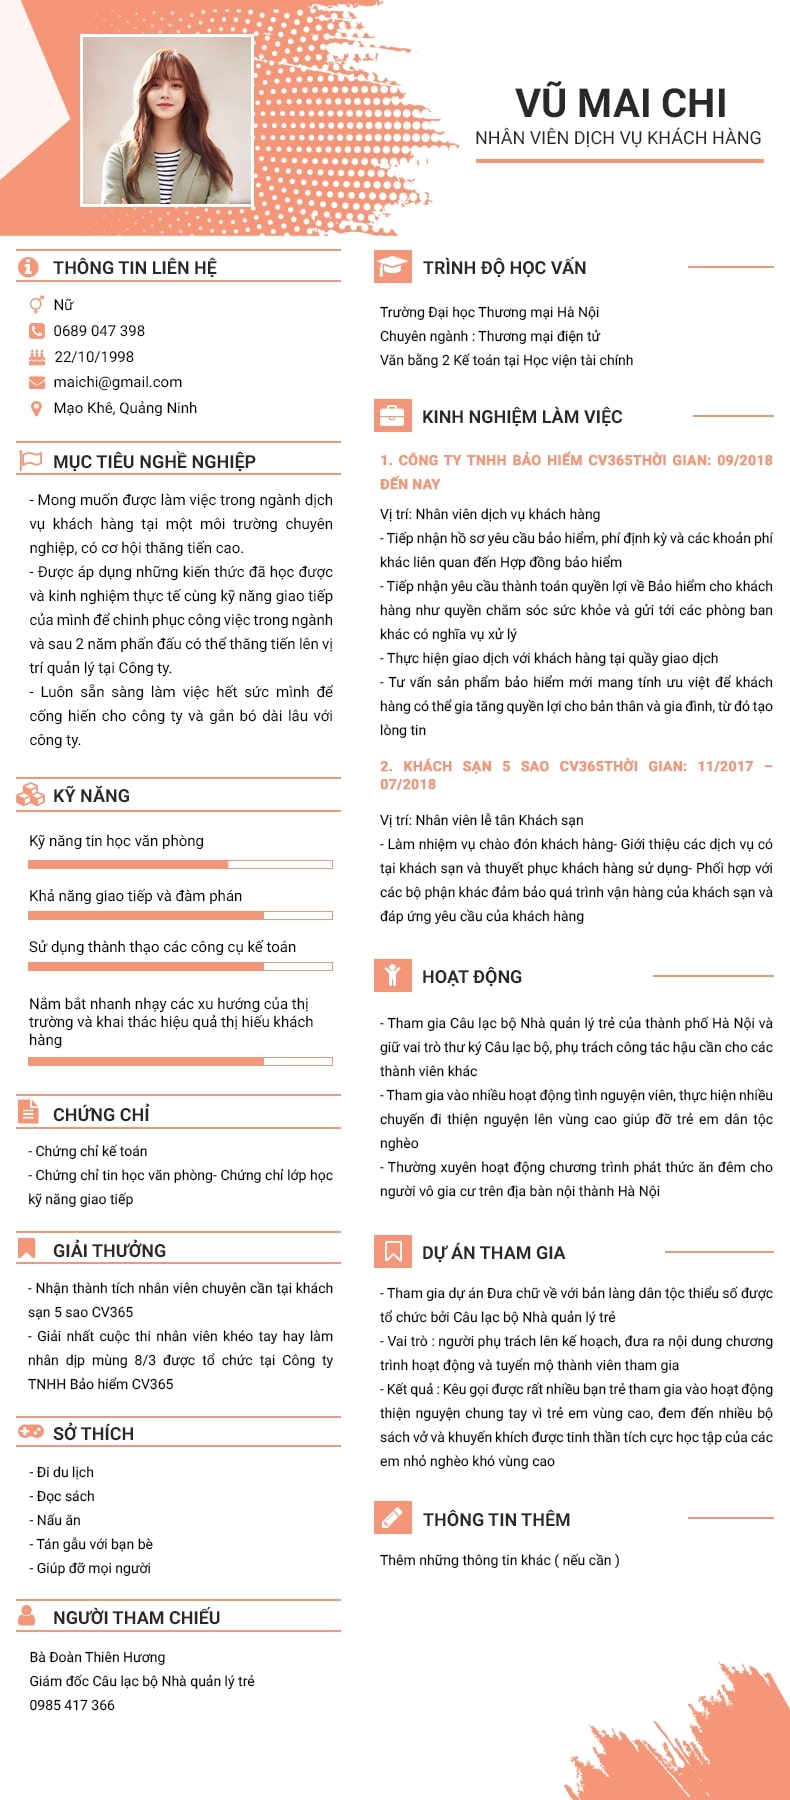 VŨ MAI CHI
NHÂN VIÊN DỊCH VỤ KHÁCH HÀNG
THÔNG TIN LIÊN HỆ
Nữ
0689 047 398
22/10/1998
maichi@gmail.com
Mạo Khê, Quảng Ninh
MỤC TIÊU NGHỀ NGHIỆP
- Mong muốn được làm việc trong ngành dịch
vụ khách hàng tại một môi trường chuyên
nghiệp, có cơ hội thăng tiến cao.
- Được áp dụng những kiến thức đã học được
và kinh nghiệm thực tế cùng kỹ năng giao tiếp
của mình để chinh phục công việc trong ngành
và sau 2 năm phấn đấu có thể thăng tiến lên vị
trí quản lý tại Công ty.
- Luôn sẵn sàng làm việc hết sức mình để
cống hiến cho công ty và gắn bó dài lâu với
công ty.
KỸ NĂNG
Kỹ năng tin học văn phòng
Khả năng giao tiếp và đàm phán
Sử dụng thành thạo các công cụ kế toán
Nắm bắt nhanh nhạy các xu hướng của thị
trường và khai thác hiệu quả thị hiếu khách
hàng
CHỨNG CHỈ
- Chứng chỉ kế toán
- Chứng chỉ tin học văn phòng- Chứng chỉ lớp học
kỹ năng giao tiếp
GIẢI THƯỞNG
- Nhận thành tích nhân viên chuyên cần tại khách
sạn 5 sao CV365
- Giải nhất cuộc thi nhân viên khéo tay hay làm
nhân dịp mùng 8/3 được tổ chức tại Công ty
TNHH Bảo hiểm CV365
SỞ THÍCH
- Đi du lịch
- Đọc sách
- Nấu ăn
- Tán gẫu với bạn bè
- Giúp đỡ mọi người
NGƯỜI THAM CHIẾU
Bà Đoàn Thiên Hương
Giám đốc Câu lạc bộ Nhà quản lý trẻ
0985 417 366
TRÌNH ĐỘ HỌC VẤN
Trường Đại học Thương mại Hà Nội
Chuyên ngành : Thương mại điện tử
Văn bằng 2 Kế toán tại Học viện tài chính
KINH NGHIỆM LÀM VIỆC
1. CÔNG TY TNHH BẢO HIỂM CV365THỜI GIAN: 09/2018
ĐẾN NAY
Vị trí: Nhân viên dịch vụ khách hàng
- Tiếp nhận hồ sơ yêu cầu bảo hiểm, phí định kỳ và các khoản phí
khác liên quan đến Hợp đồng bảo hiểm
- Tiếp nhận yêu cầu thành toán quyền lợi về Bảo hiểm cho khách
hàng như quyền chăm sóc sức khỏe và gửi tới các phòng ban
khác có nghĩa vụ xử lý
- Thực hiện giao dịch với khách hàng tại quầy giao dịch
- Tư vấn sản phẩm bảo hiểm mới mang tính ưu việt để khách
hàng có thể gia tăng quyền lợi cho bản thân và gia đình, từ đó tạo
lòng tin
2. KHÁCH SẠN 5 SAO CV365THỜI GIAN: 11/2017 –
07/2018
Vị trí: Nhân viên lễ tân Khách sạn
- Làm nhiệm vụ chào đón khách hàng- Giới thiệu các dịch vụ có
tại khách sạn và thuyết phục khách hàng sử dụng- Phối hợp với
các bộ phận khác đảm bảo quá trình vận hành của khách sạn và
đáp ứng yêu cầu của khách hàng
HOẠT ĐỘNG
- Tham gia Câu lạc bộ Nhà quản lý trẻ của thành phố Hà Nội và
giữ vai trò thư ký Câu lạc bộ, phụ trách công tác hậu cần cho các
thành viên khác
- Tham gia vào nhiều hoạt động tình nguyện viên, thực hiện nhiều
chuyến đi thiện nguyện lên vùng cao giúp đỡ trẻ em dân tộc
nghèo
- Thường xuyên hoạt động chương trình phát thức ăn đêm cho
người vô gia cư trên địa bàn nội thành Hà Nội
DỰ ÁN THAM GIA
- Tham gia dự án Đưa chữ về với bản làng dân tộc thiểu số được
tổ chức bởi Câu lạc bộ Nhà quản lý trẻ
- Vai trò : người phụ trách lên kế hoạch, đưa ra nội dung chương
trình hoạt động và tuyển mộ thành viên tham gia
- Kết quả : Kêu gọi được rất nhiều bạn trẻ tham gia vào hoạt động
thiện nguyện chung tay vì trẻ em vùng cao, đem đến nhiều bộ
sách vở và khuyến khích được tinh thần tích cực học tập của các
em nhỏ nghèo khó vùng cao
THÔNG TIN THÊM
Thêm những thông tin khác ( nếu cần )